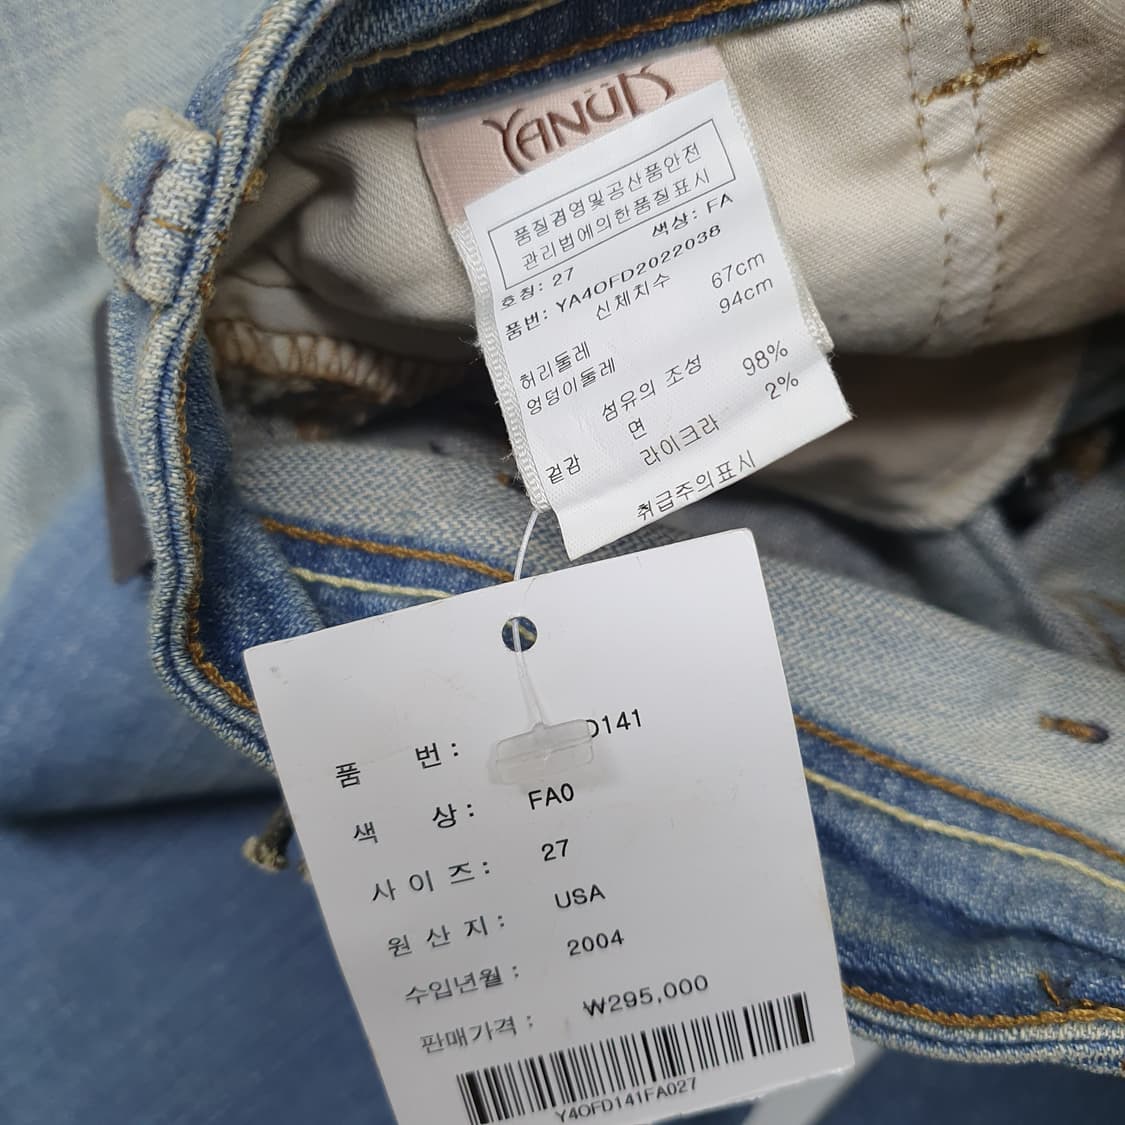 YANÜK
품질경영및공산품안전
관리법에의한품질표시
호칭: 27 색상: FA
품번: YA4OFD2022038
신체치수
허리둘레 67cm
엉덩이둘레 94cm
섬유의 조성
겉감 면 98%
라이크라 2%
취급주의표시
품 번 : D141
색 상 : FA0
사 이 즈 : 27
원 산 지 : USA
수입년월 : 2004
판매가격 : ₩295,000
Y4OFD141FA027